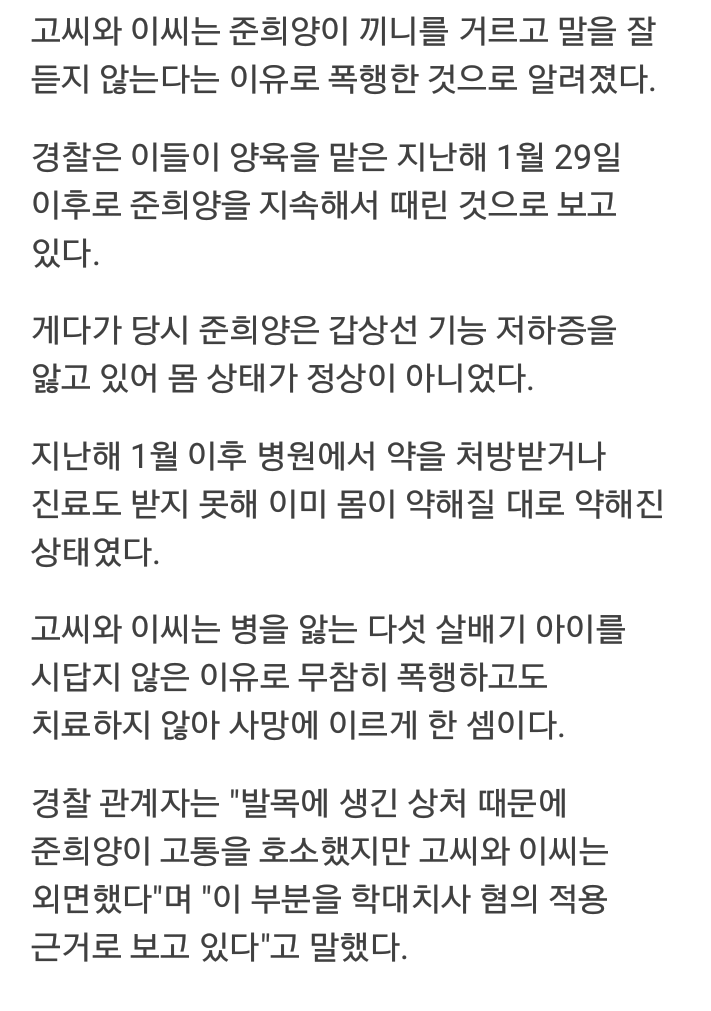 고씨와 이씨는 준희양이 끼니를 거르고 말을 잘
듣지 않는다는 이유로 폭행한 것으로 알려졌다.
경찰은 이들이 양육을 맡은 지난해 1월 29일
이후로 준희양을 지속해서 때린 것으로 보고
있다.
게다가 당시 준희양은 갑상선 기능 저하증을
앓고 있어 몸 상태가 정상이 아니었다.
지난해 1월 이후 병원에서 약을 처방받거나
진료도 받지 못해 이미 몸이 약해질 대로 약해진
상태였다.
고씨와 이씨는 병을 앓는 다섯 살배기 아이를
시답지 않은 이유로 무참히 폭행하고도
치료하지 않아 사망에 이르게 한 셈이다.
경찰 관계자는 "발목에 생긴 상처 때문에
준희양이 고통을 호소했지만 고씨와 이씨는
외면했다"며 "이 부분을 학대치사 혐의 적용
근거로 보고 있다"고 말했다.